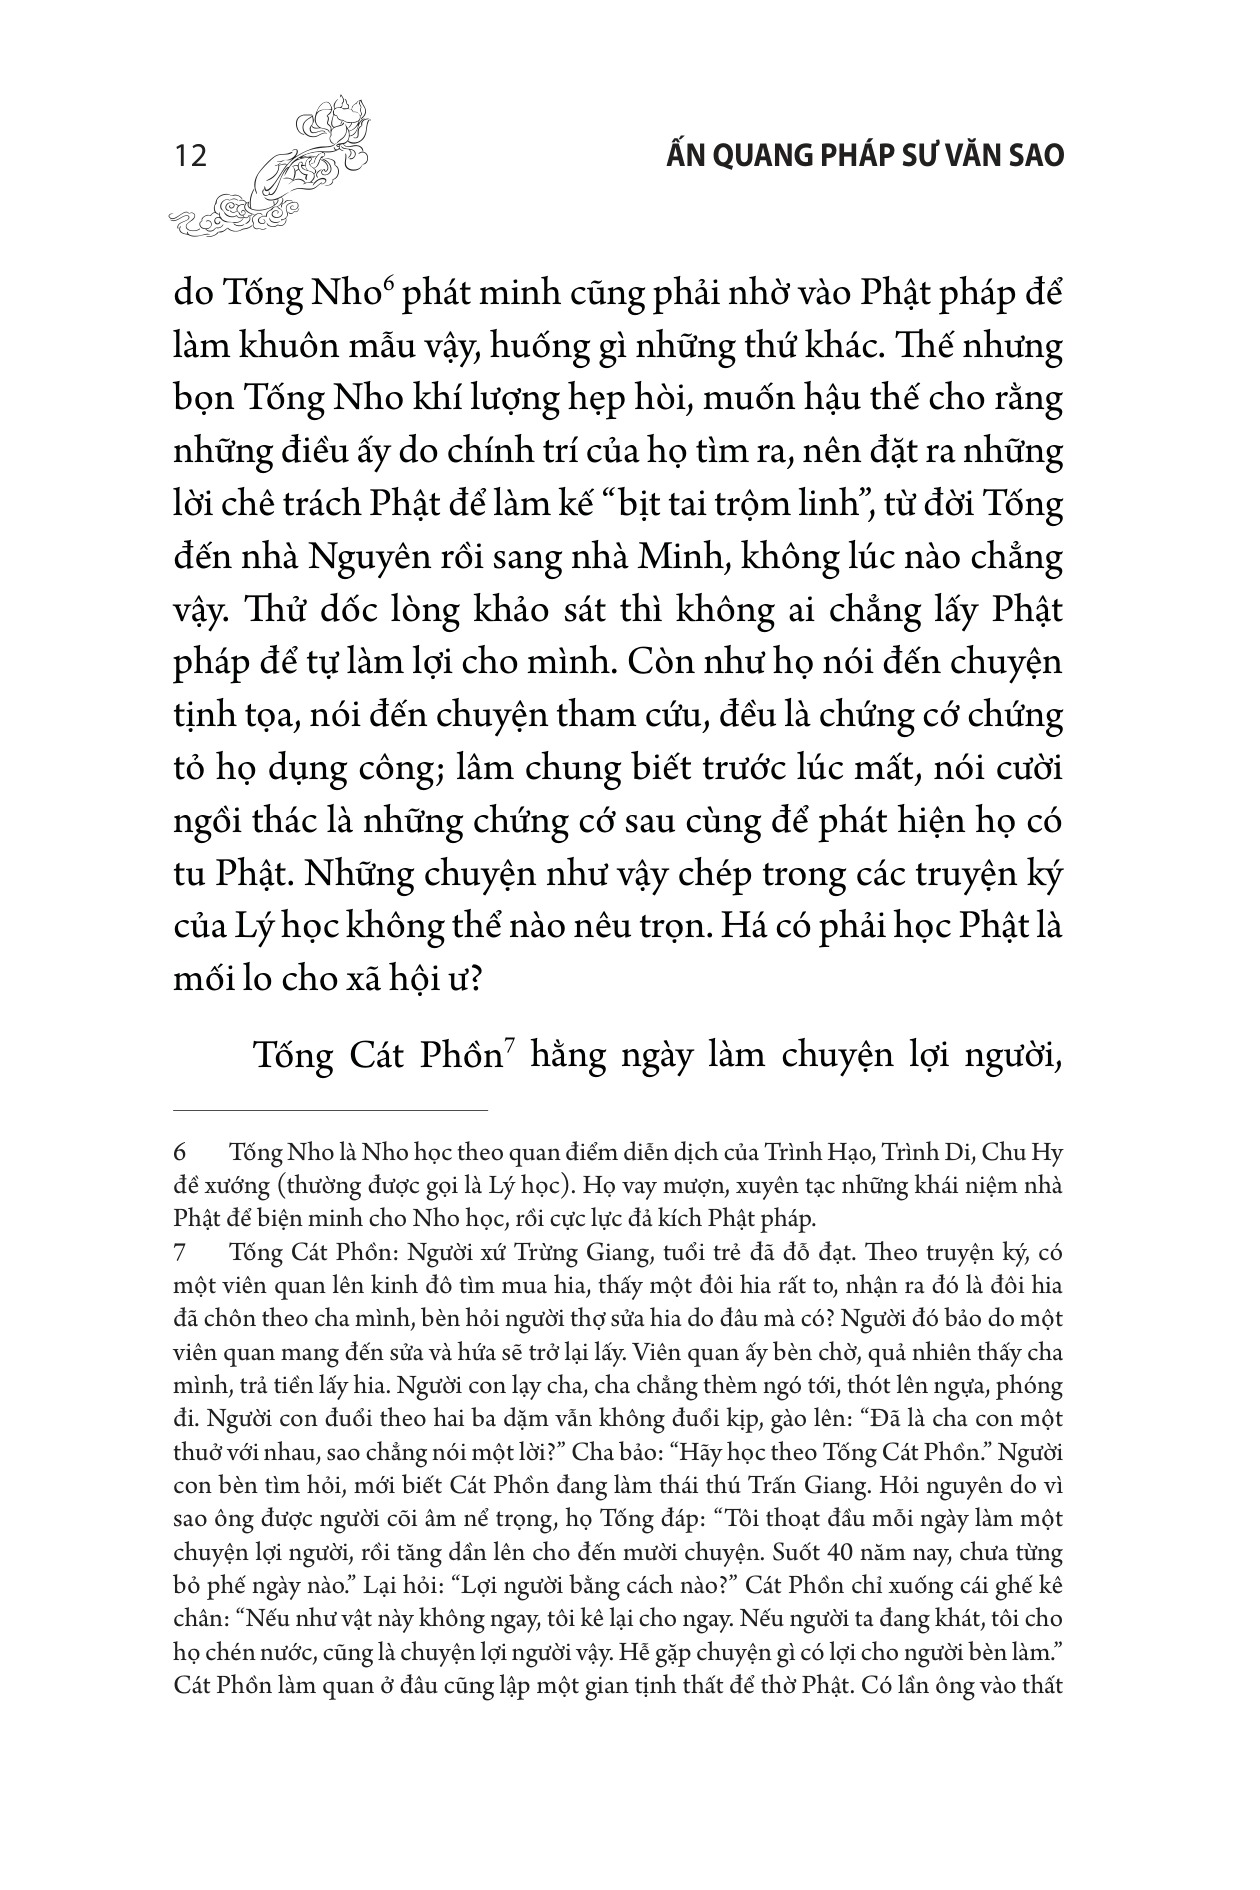 12
ẤN QUANG PHÁP SƯ VĂN SAO
do Tống Nho6 phát minh cũng phải nhờ vào Phật pháp để
làm khuôn mẫu vậy, huống gì những thứ khác. Thế nhưng
bọn Tống Nho khí lượng hẹp hòi, muốn hậu thế cho rằng
những điều ấy do chính trí của họ tìm ra, nên đặt ra những
lời chê trách Phật để làm kế “bịt tai trộm linh”, từ đời Tống
đến nhà Nguyên rồi sang nhà Minh, không lúc nào chẳng
vậy. Thử dốc lòng khảo sát thì không ai chẳng lấy Phật
pháp để tự làm lợi cho mình. Còn như họ nói đến chuyện
tịnh tọa, nói đến chuyện tham cứu, đều là chứng cớ chứng
tỏ họ dụng công; lâm chung biết trước lúc mất, nói cười
ngồi thác là những chứng cớ sau cùng để phát hiện họ có
tu Phật. Những chuyện như vậy chép trong các truyện ký
của Lý học không thể nào nêu trọn. Há có phải học Phật là
mối lo cho xã hội ư?
Tống Cát Phồn7 hằng ngày làm chuyện lợi người,
6 Tống Nho là Nho học theo quan điểm diễn dịch của Trình Hạo, Trình Di, Chu Hy
đề xướng (thường được gọi là Lý học). Họ vay mượn, xuyên tạc những khái niệm nhà
Phật để biện minh cho Nho học, rồi cực lực đả kích Phật pháp.
7 Tống Cát Phồn: Người xứ Trừng Giang, tuổi trẻ đã đỗ đạt. Theo truyện ký, có
một viên quan lên kinh đô tìm mua hia, thấy một đôi hia rất to, nhận ra đó là đôi hia
đã chôn theo cha mình, bèn hỏi người thợ sửa hia do đâu mà có? Người đó bảo do một
viên quan mang đến sửa và hứa sẽ trở lại lấy. Viên quan ấy bèn chờ, quả nhiên thấy cha
mình, trả tiền lấy hia. Người con lạy cha, cha chẳng thèm ngó tới, thót lên ngựa, phóng
đi. Người con đuổi theo hai ba dặm vẫn không đuổi kịp, gào lên: “Đã là cha con một
thuở với nhau, sao chẳng nói một lời?” Cha bảo: “Hãy học theo Tống Cát Phồn.” Người
con bèn tìm hỏi, mới biết Cát Phồn đang làm thái thú Trấn Giang. Hỏi nguyên do vì
sao ông được người cõi âm nể trọng, họ Tống đáp: “Tôi thoạt đầu mỗi ngày làm một
chuyện lợi người, rồi tăng dần lên cho đến mười chuyện. Suốt 40 năm nay, chưa từng
bỏ phế ngày nào.” Lại hỏi: “Lợi người bằng cách nào?” Cát Phồn chỉ xuống cái ghế kê
chân: “Nếu như vật này không ngay, tôi kê lại cho ngay. Nếu người ta đang khát, tôi cho
họ chén nước, cũng là chuyện lợi người vậy. Hễ gặp chuyện gì có lợi cho người bèn làm.”
Cát Phồn làm quan ở đâu cũng lập một gian tịnh thất để thờ Phật. Có lần ông vào thất